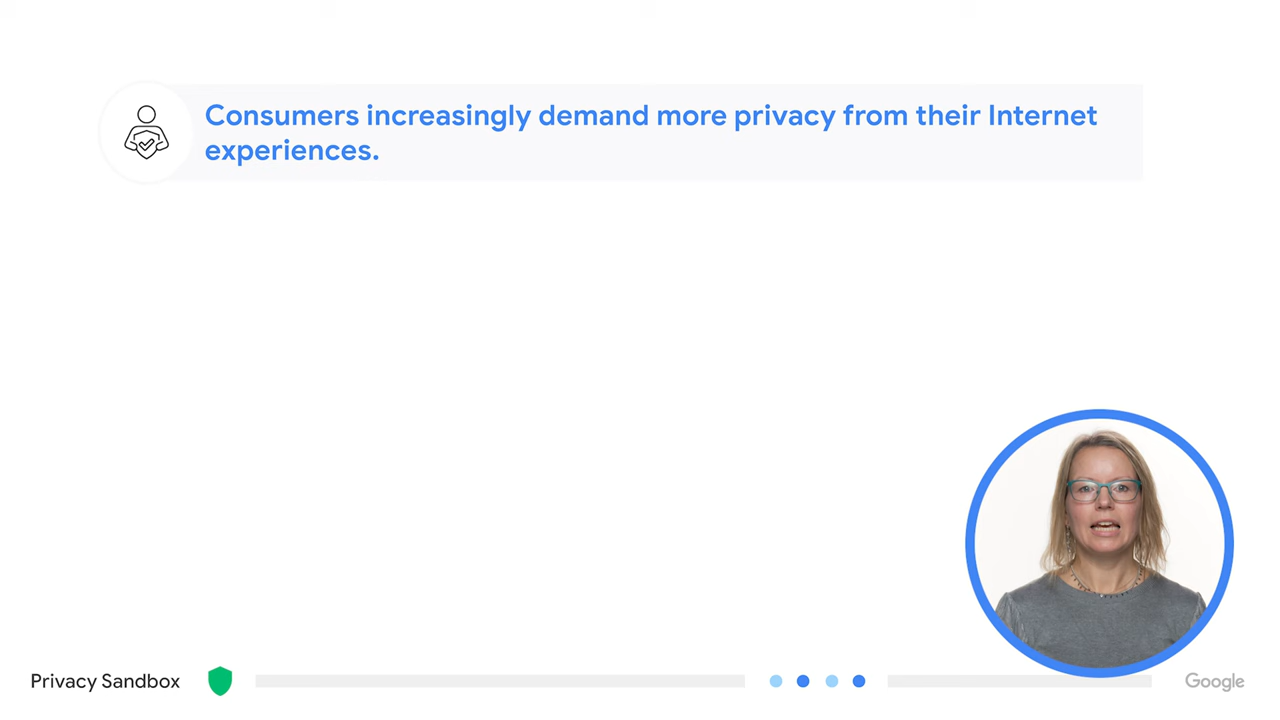 Consumers increasingly demand more privacy from their Internet
experiences.
Privacy Sandbox
Google